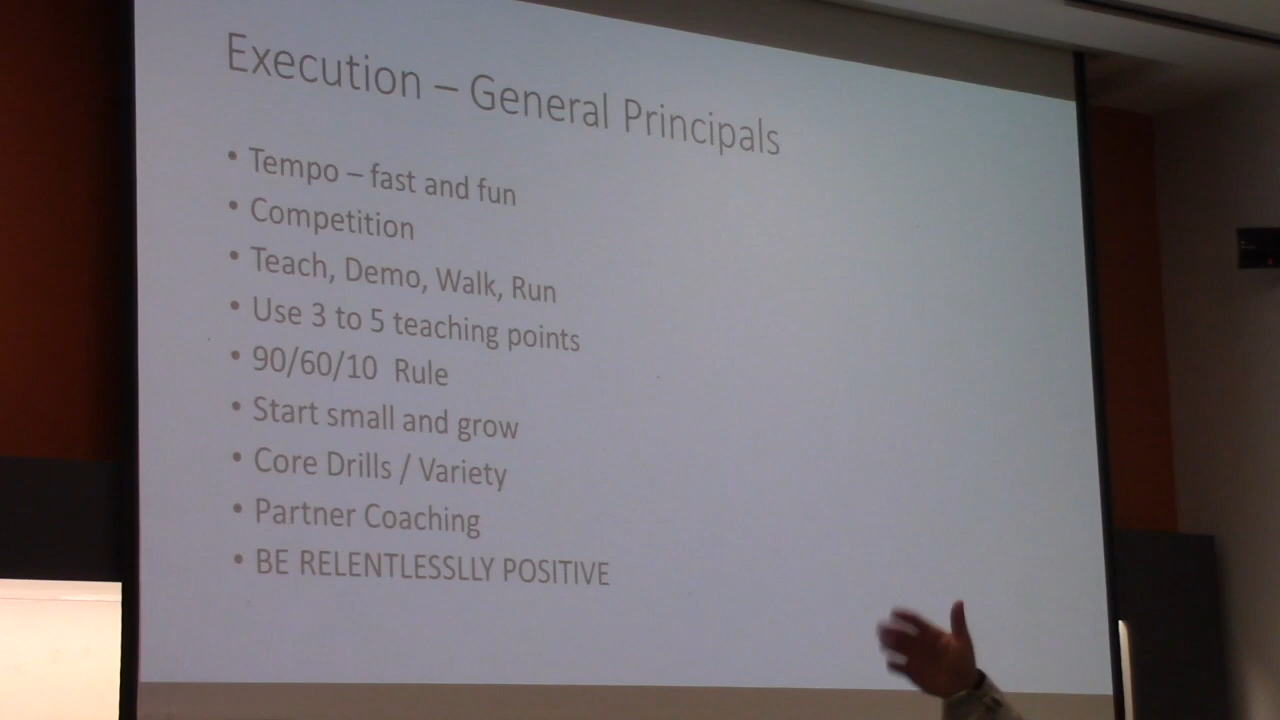 Execution – General Principals
• Tempo – fast and fun
• Competition
• Teach, Demo, Walk, Run
• Use 3 to 5 teaching points
• 90/60/10 Rule
• Start small and grow
• Core Drills / Variety
• Partner Coaching
• BE RELENTLESSLLY POSITIVE